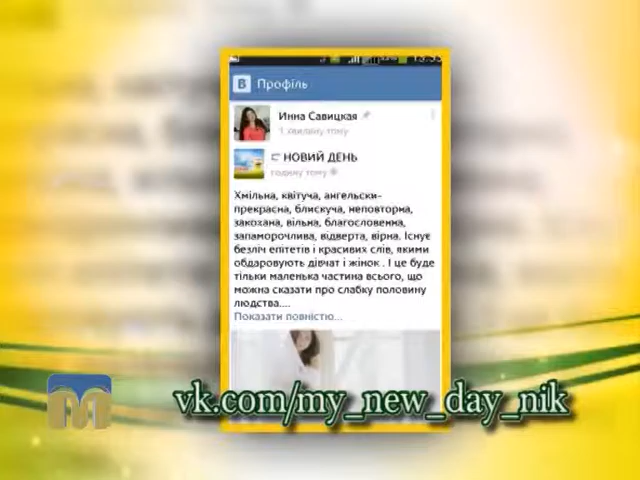 В Профіль
Инна Савицкая
1 хвилину тому
НОВИЙ ДЕНЬ
годину тому
Хмільна, квітуча, ангельски-
прекрасна, блискуча, неповторна,
закохана, вільна, благословенна,
запаморочлива, відверта, вірна. Існує
безліч епітетів і красивих слів, якими
обдаровують дівчат і жінок . І це буде
тільки маленька частина всього, що
можна сказати про слабку половину
людства....
Показати повністю...
vk.com/my_new_day_nik